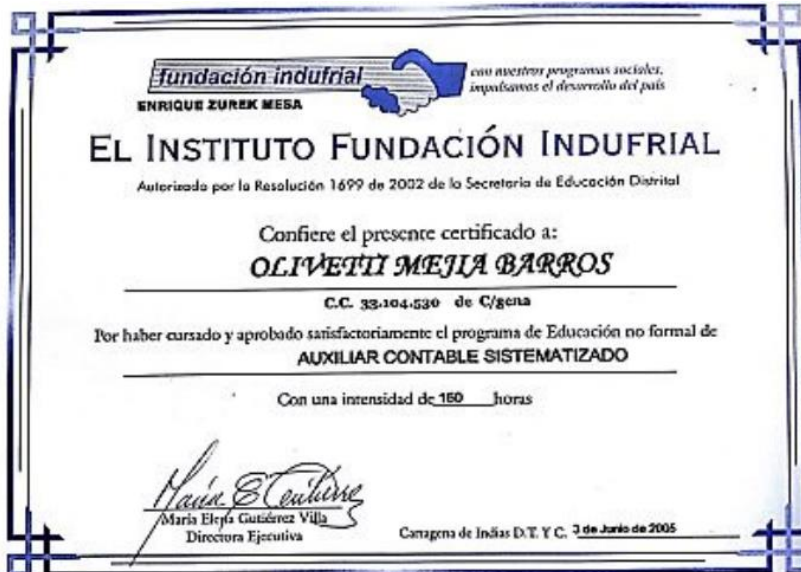 fundación indufrial
con nuestros programas sociales,
impulsamos el desarrollo del país
ENRIQUE ZUREK MESA
EL INSTITUTO FUNDACIÓN INDUFRIAL
Autorizado por la Resolución 1699 de 2002 de la Secretaría de Educación Distrital
Confiere el presente certificado a:
OLIVETTI MEJIA BARROS
C.C. 33.104.530 de C/gena
Por haber cursado y aprobado satisfactoriamente el programa de Educación no formal de
AUXILIAR CONTABLE SISTEMATIZADO
Con una intensidad de 160 horas
María Elena Gutiérrez Villa
Directora Ejecutiva
Cartagena de Indias D.T. Y C. 3 de Junio de 2005